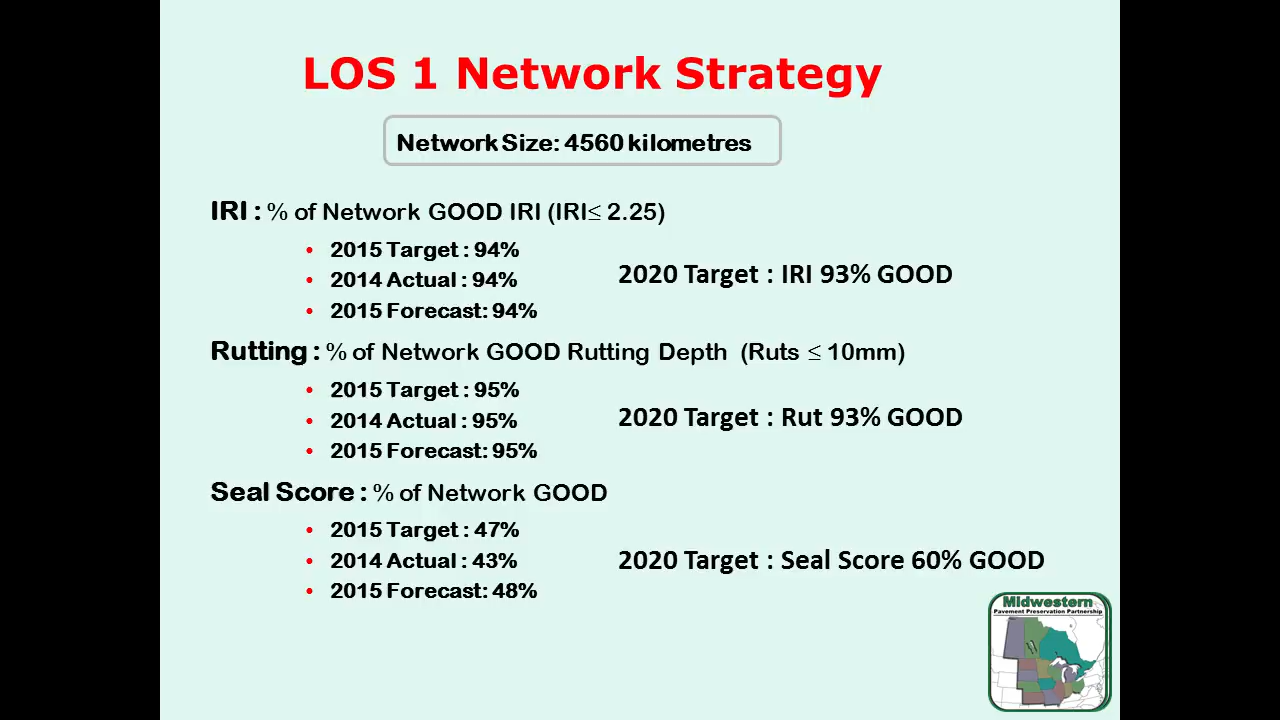 LOS 1 Network Strategy
Network Size: 4560 kilometres
IRI : % of Network GOOD IRI (IRI≤ 2.25)
• 2015 Target : 94%
• 2014 Actual : 94%
• 2015 Forecast: 94%
2020 Target : IRI 93% GOOD
Rutting : % of Network GOOD Rutting Depth (Ruts ≤ 10mm)
• 2015 Target : 95%
• 2014 Actual : 95%
• 2015 Forecast: 95%
2020 Target : Rut 93% GOOD
Seal Score : % of Network GOOD
• 2015 Target : 47%
• 2014 Actual : 43%
• 2015 Forecast: 48%
2020 Target : Seal Score 60% GOOD
Midwestern
Pavement Preservation Partnership